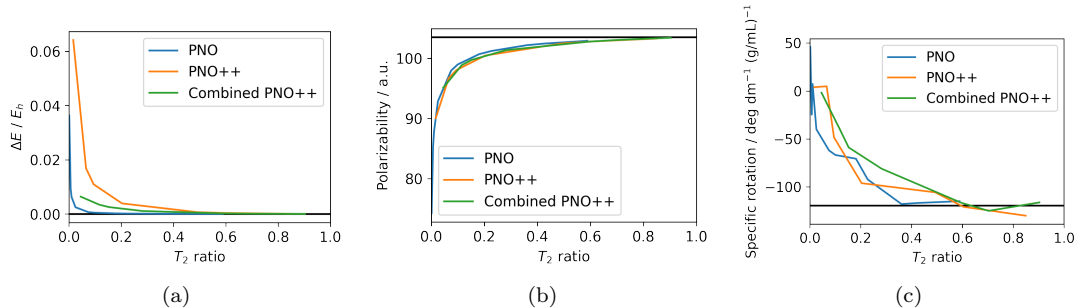 ΔE / E_h
0.06
0.04
0.02
0.00
PNO
PNO++
Combined PNO++
0.0 0.2 0.4 0.6 0.8 1.0
T₂ ratio
(a)
Polarizability / a.u.
100
90
80
PNO
PNO++
Combined PNO++
0.0 0.2 0.4 0.6 0.8 1.0
T₂ ratio
(b)
Specific rotation / deg dm⁻¹ (g/mL)⁻¹
50
0
−50
−100
PNO
PNO++
Combined PNO++
0.0 0.2 0.4 0.6 0.8 1.0
T₂ ratio
(c)